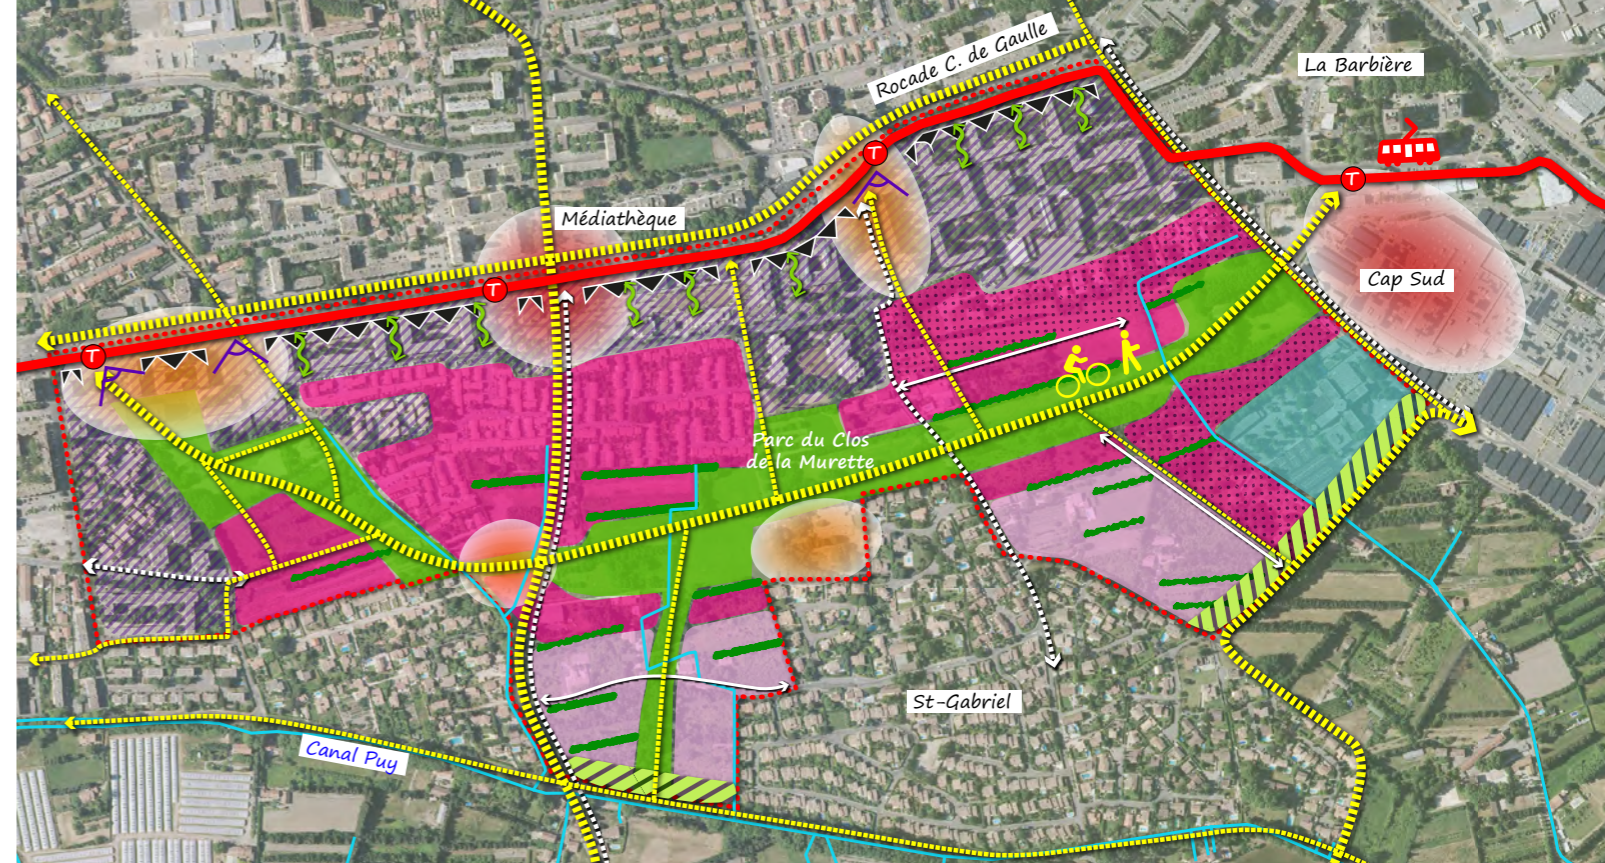 Rocade C. de Gaulle
La Barbière
T
T
Médiathèque
T
Cap Sud
T
Parc du Clos
de la Murette
St-Gabriel
Canal Puy